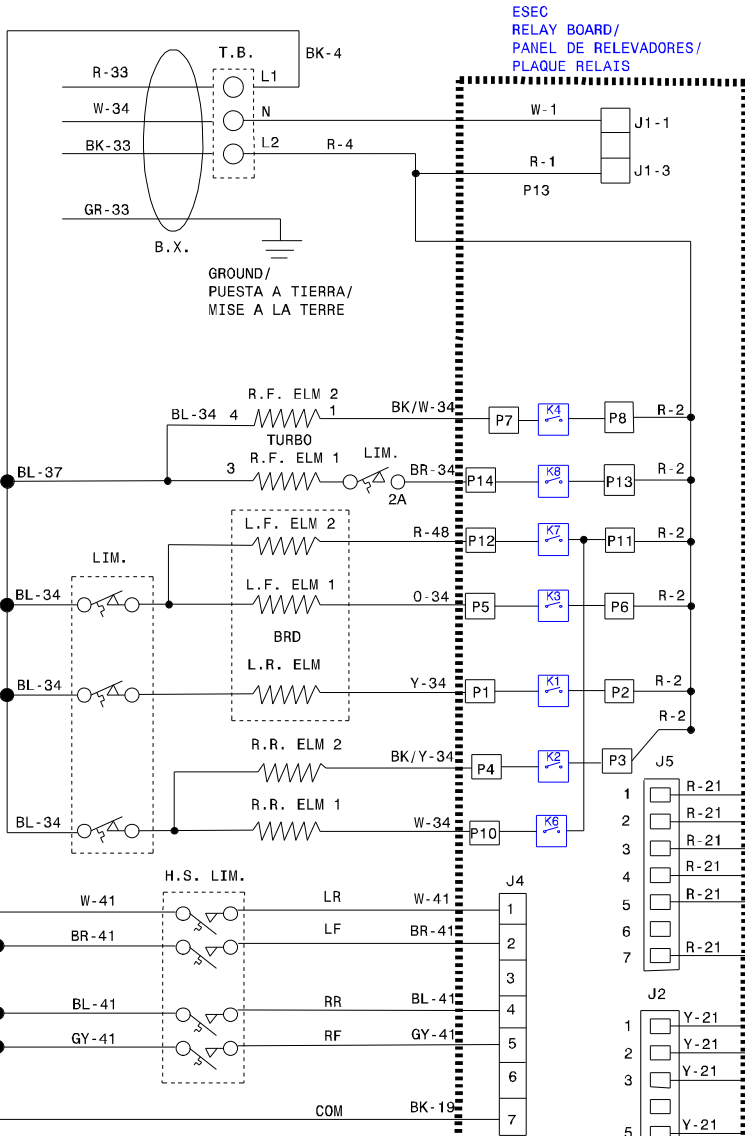 ESEC
RELAY BOARD/
PANEL DE RELEVADORES/
PLAQUE RELAIS
T.B.
BK-4
R-33
L1
W-34
N
W-1
J1-1
BK-33
L2
R-4
R-1
J1-3
P13
GR-33
B.X.
GROUND/
PUESTA A TIERRA/
MISE A LA TERRE
R.F. ELM 2
BL-34 4
1
BK/W-34
P7
K4
P8
R-2
TURBO
R.F. ELM 1
LIM.
BL-37
3
2A
BR-34
P14
K8
P13
R-2
L.F. ELM 2
R-48
P12
K7
P11
R-2
LIM.
BL-34
L.F. ELM 1
O-34
P5
K3
P6
R-2
BRD
L.R. ELM
BL-34
Y-34
P1
K1
P2
R-2
R-2
R.R. ELM 2
BK/Y-34
P4
K2
P3
J5
R.R. ELM 1
BL-34
W-34
P10
K6
1
R-21
2
R-21
3
R-21
4
R-21
5
R-21
6
7
R-21
H.S. LIM.
J4
W-41
LR
W-41
1
BR-41
LF
BR-41
2
3
BL-41
RR
BL-41
4
GY-41
RF
GY-41
5
6
COM
BK-19
7
J2
1
Y-21
2
Y-21
3
Y-21
5
Y-21